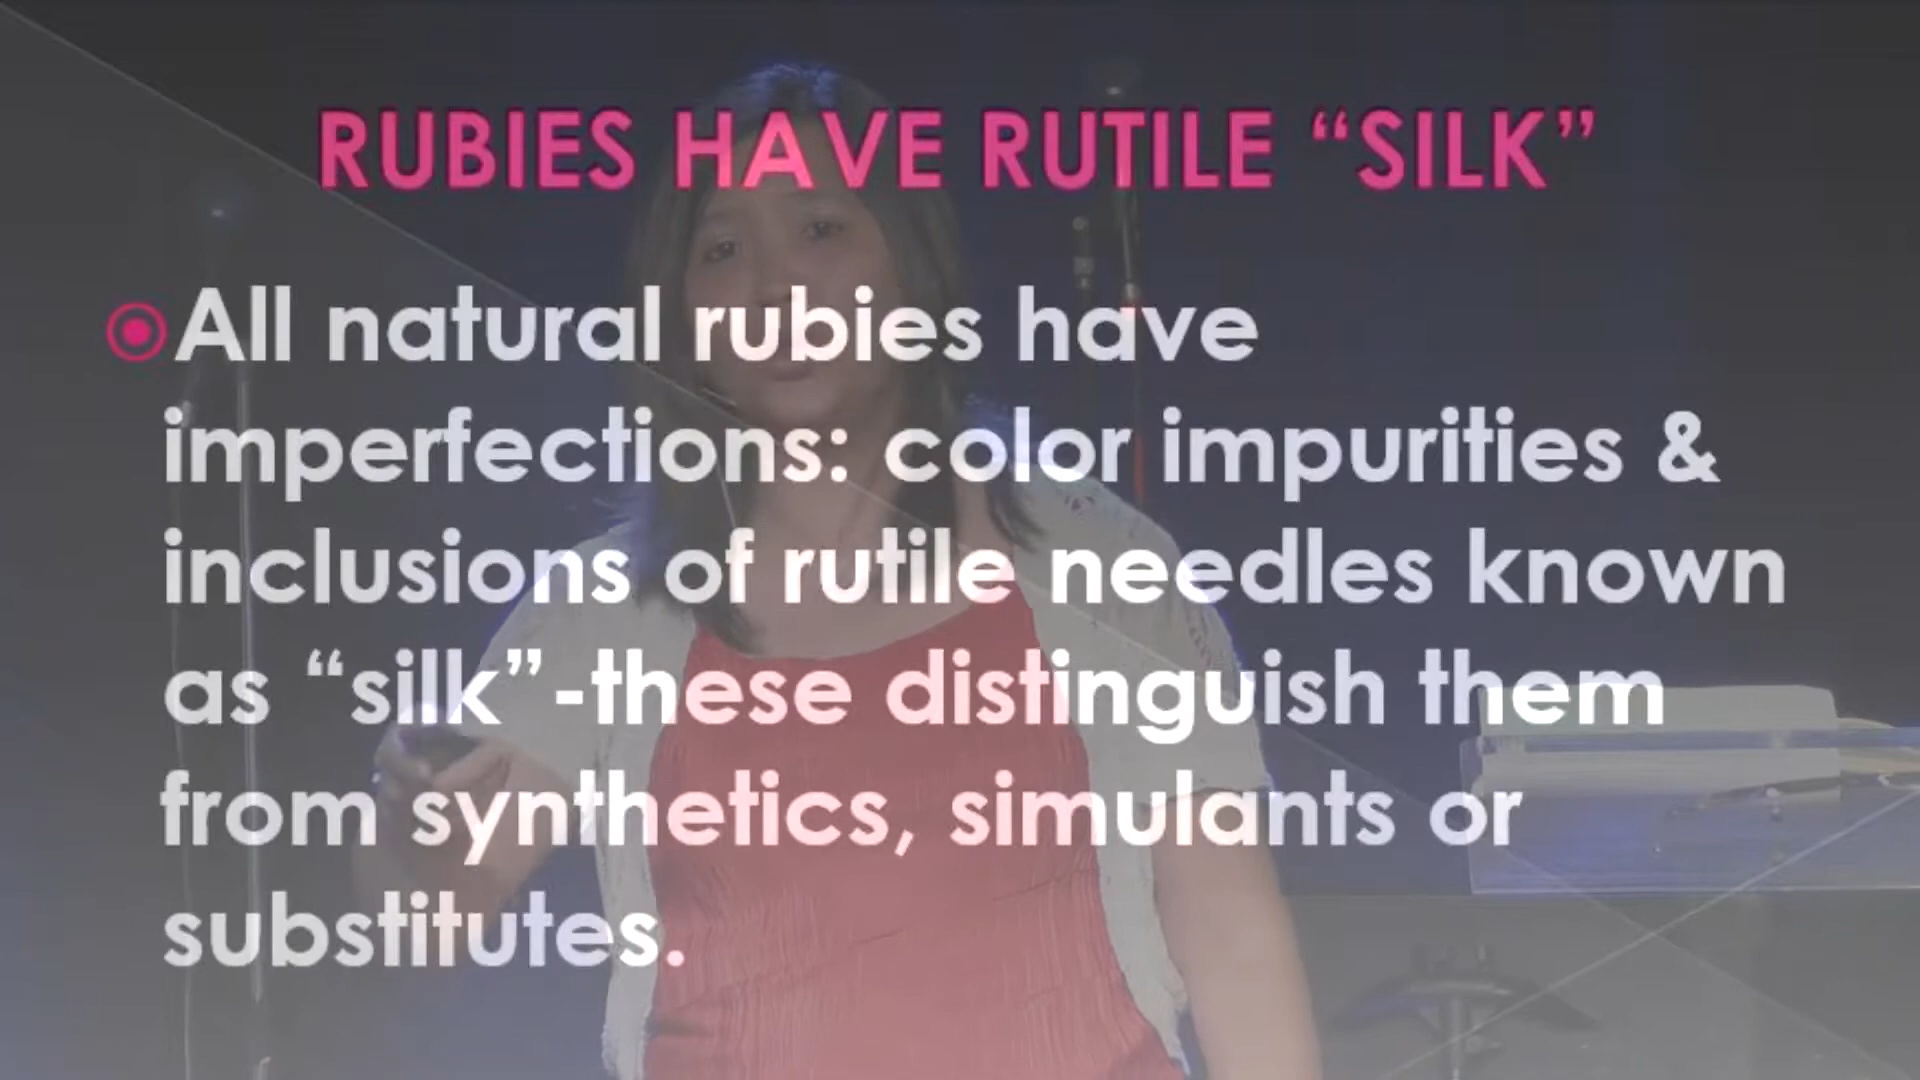 RUBIES HAVE RUTILE “SILK”
All natural rubies have
imperfections: color impurities &
inclusions of rutile needles known
as “silk”-these distinguish them
from synthetics, simulants or
substitutes.